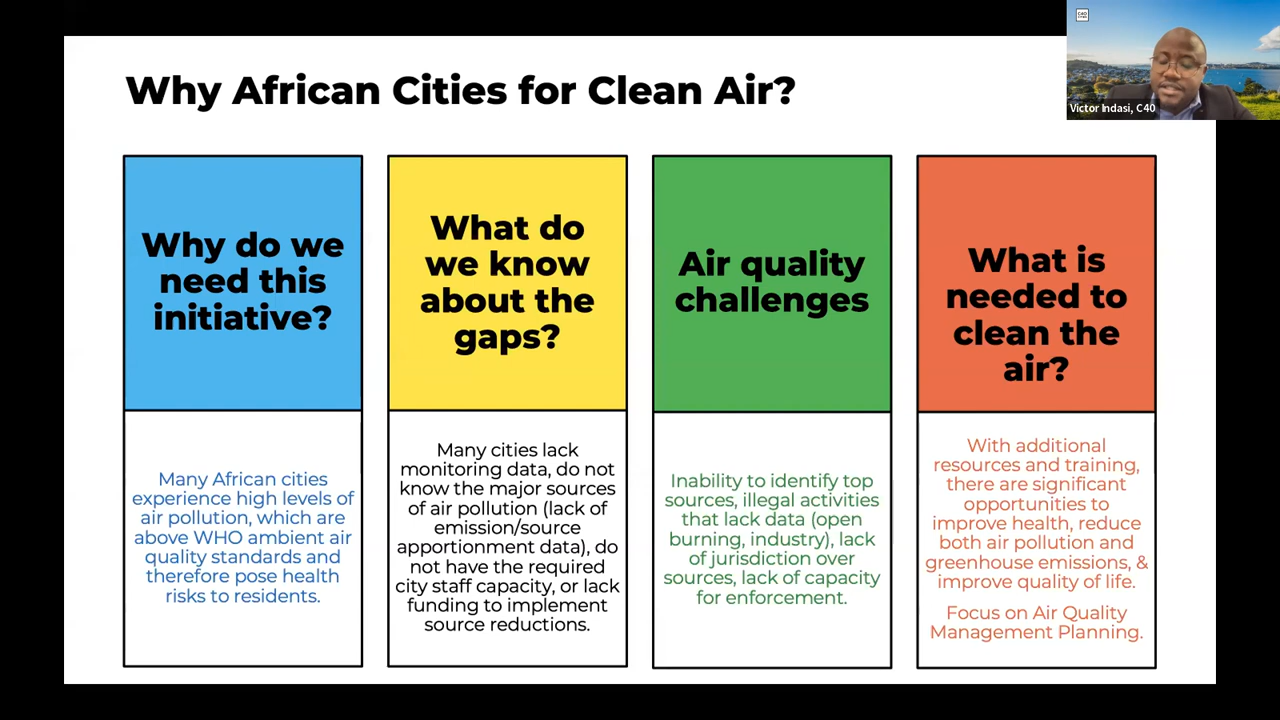 Why African Cities for Clean Air?
C40
CITIES
Victor Indasi, C40
Why do we
need this
initiative?
Many African cities
experience high levels of
air pollution, which are
above WHO ambient air
quality standards and
therefore pose health
risks to residents.
What do
we know
about the
gaps?
Many cities lack
monitoring data, do not
know the major sources
of air pollution (lack of
emission/source
apportionment data), do
not have the required
city staff capacity, or lack
funding to implement
source reductions.
Air quality
challenges
Inability to identify top
sources, illegal activities
that lack data (open
burning, industry), lack
of jurisdiction over
sources, lack of capacity
for enforcement.
What is
needed to
clean the
air?
With additional
resources and training,
there are significant
opportunities to
improve health, reduce
both air pollution and
greenhouse emissions, &
improve quality of life.
Focus on Air Quality
Management Planning.